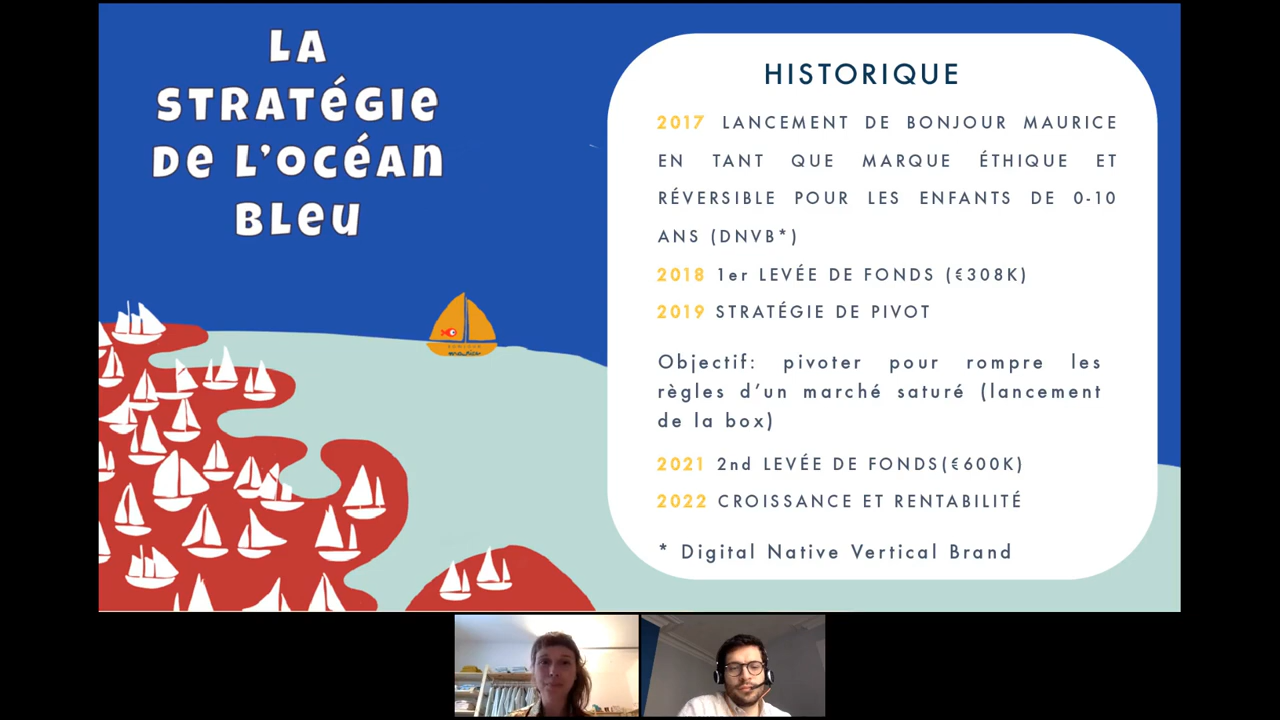 LA
STRATÉGIE
DE L'OCÉAN
BLEU
BONJOUR
maurice
HISTORIQUE
2017 LANCEMENT DE BONJOUR MAURICE
EN TANT QUE MARQUE ÉTHIQUE ET
RÉVERSIBLE POUR LES ENFANTS DE 0-10
ANS (DNVB*)
2018 1er LEVÉE DE FONDS (€308K)
2019 STRATÉGIE DE PIVOT
Objectif: pivoter pour rompre les
règles d'un marché saturé (lancement
de la box)
2021 2nd LEVÉE DE FONDS(€600K)
2022 CROISSANCE ET RENTABILITÉ
* Digital Native Vertical Brand